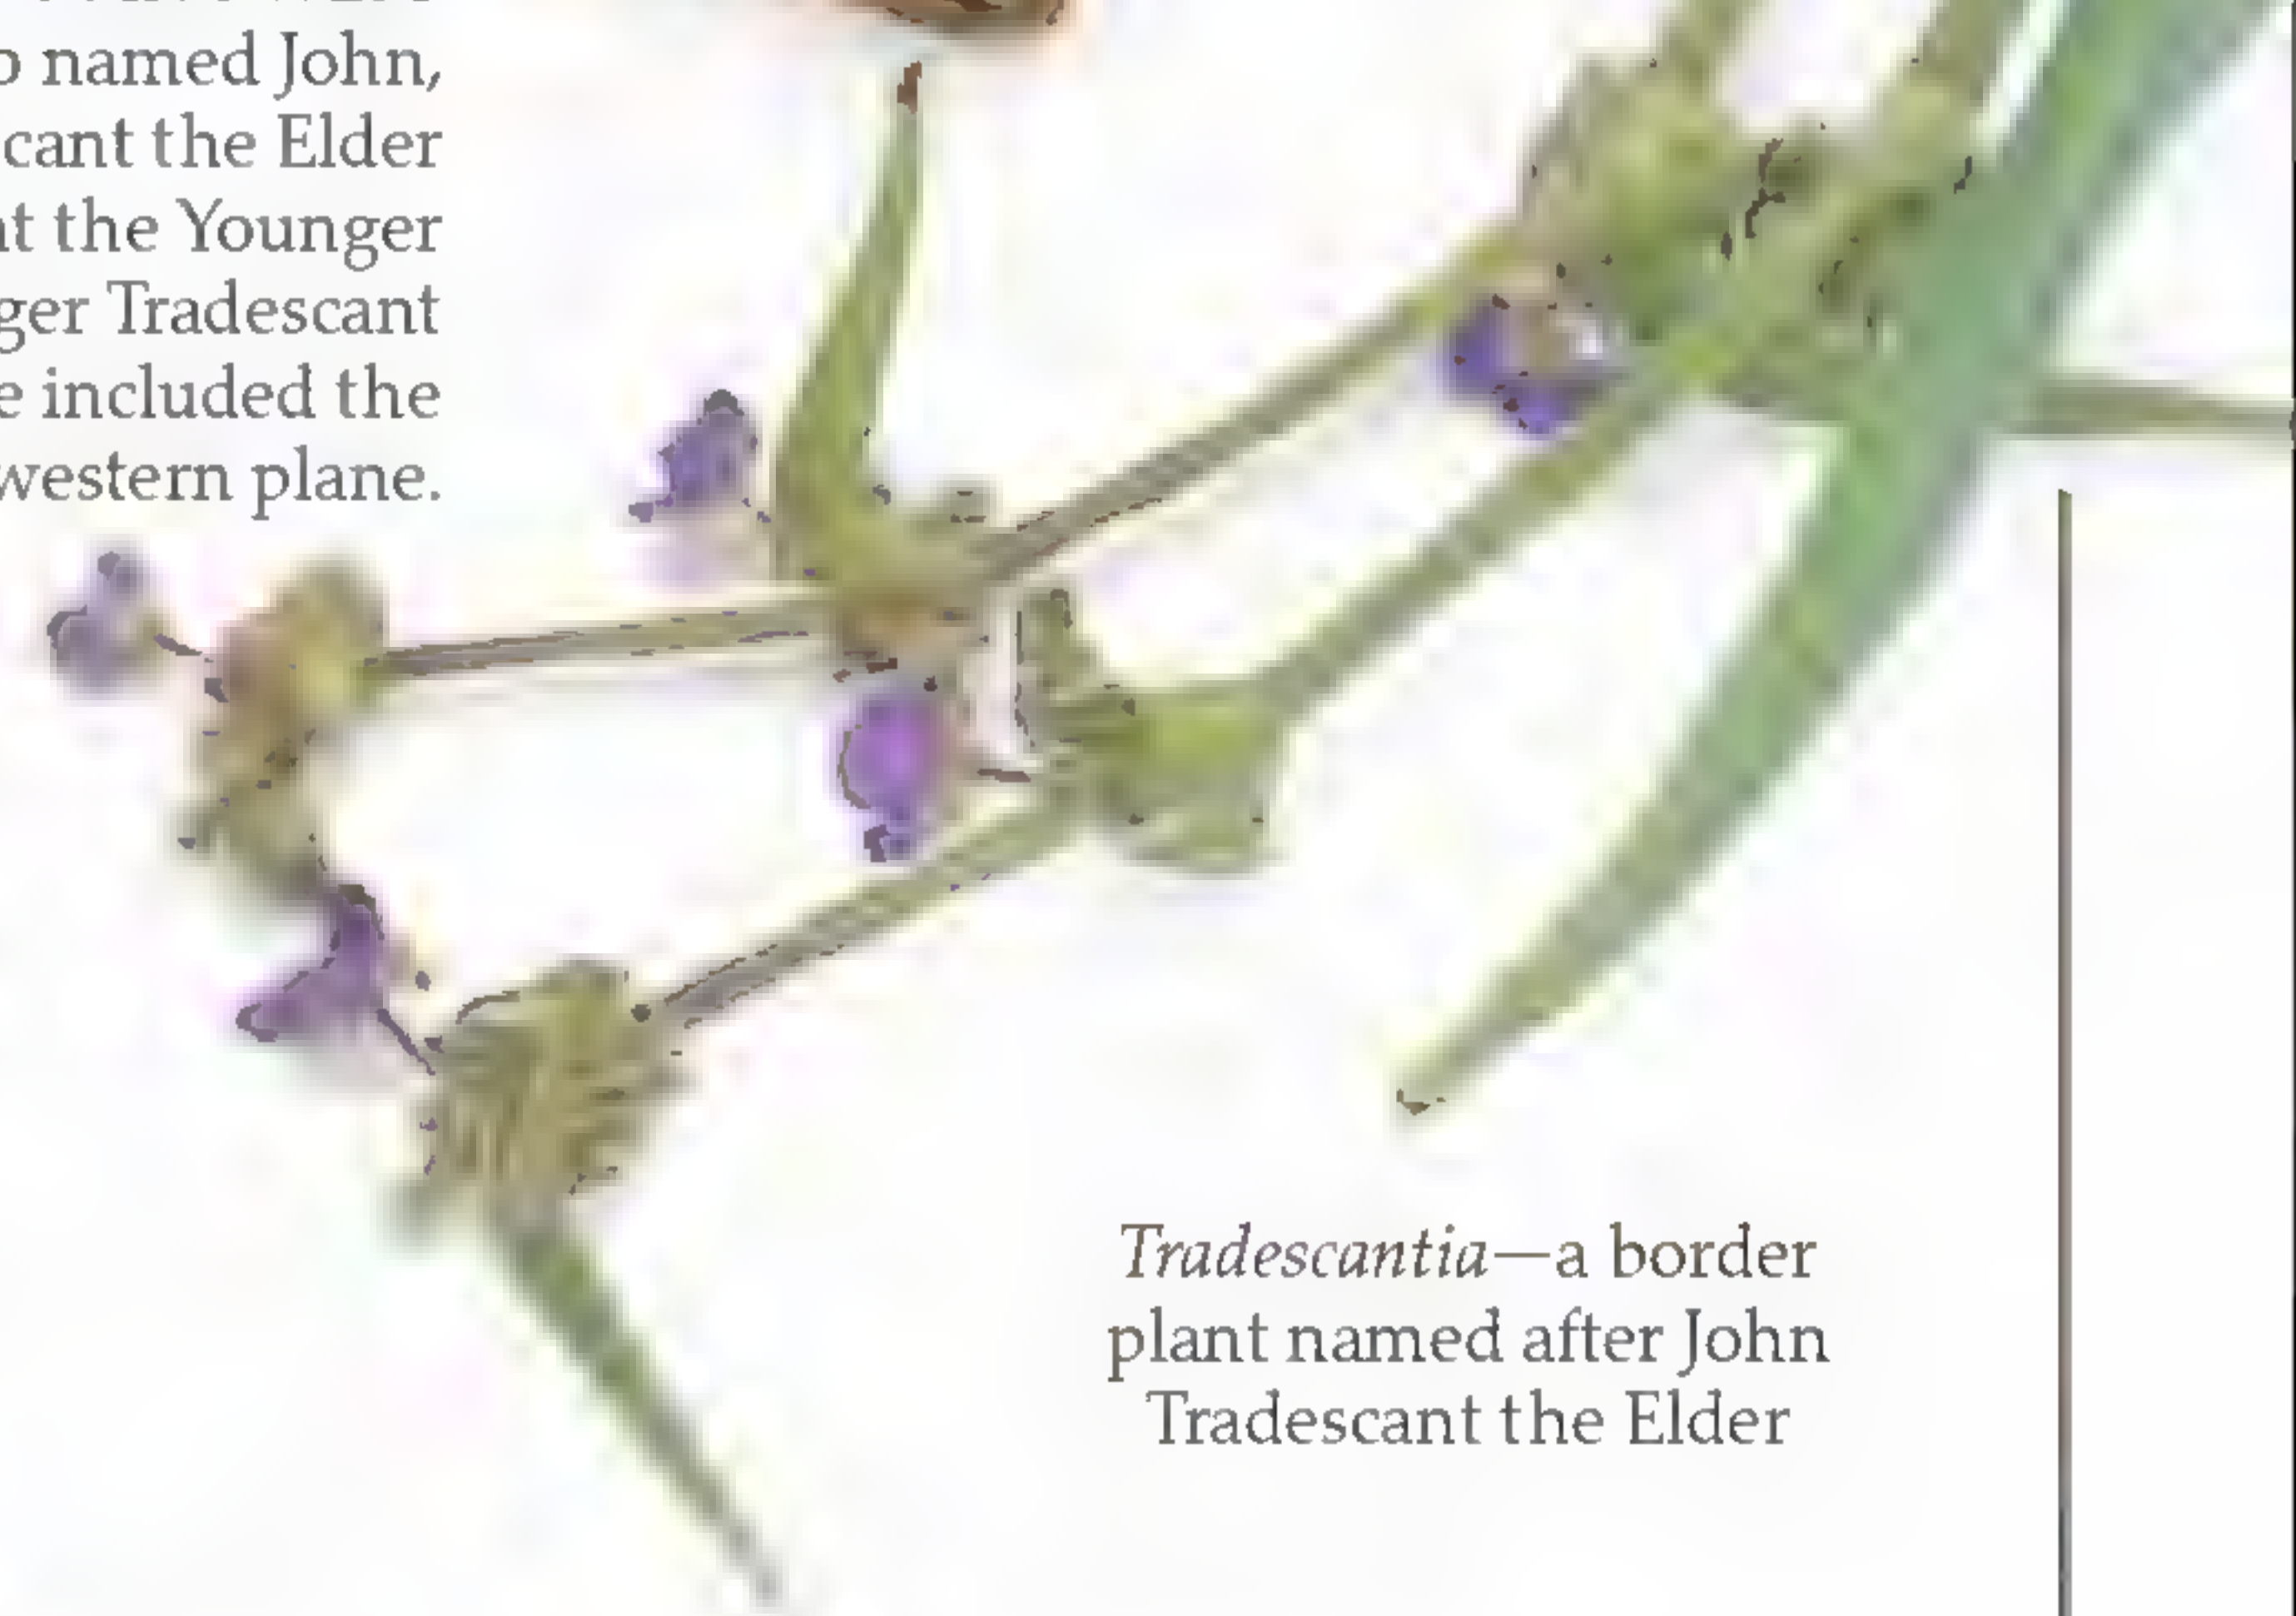 named John,
cant the Elder
the Younger
ger Tradescant
e included the
western plane.
Tradescantia—a border
plant named after John
Tradescant the Elder